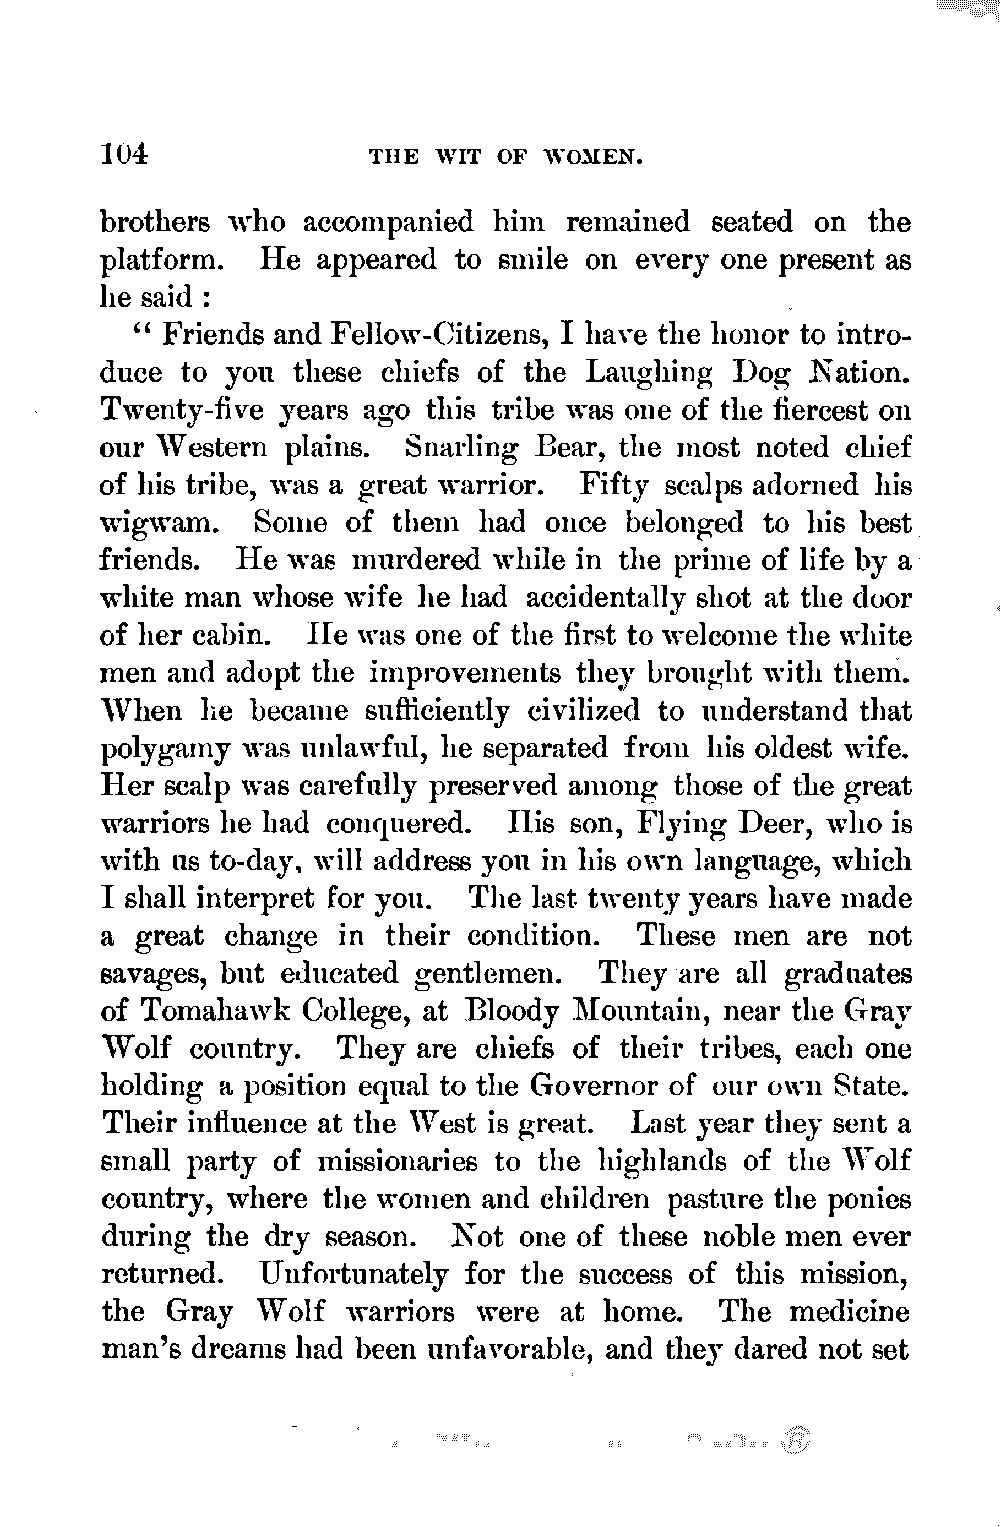 104 THE WIT OF WOMEN.
brothers who accompanied him remained seated on the
platform. He appeared to smile on every one present as
he said :
“ Friends and Fellow-Citizens, I have the honor to intro-
duce to you these chiefs of the Laughing Dog Nation.
Twenty-five years ago this tribe was one of the fiercest on
our Western plains. Snarling Bear, the most noted chief
of his tribe, was a great warrior. Fifty scalps adorned his
wigwam. Some of them had once belonged to his best
friends. He was murdered while in the prime of life by a
white man whose wife he had accidentally shot at the door
of her cabin. He was one of the first to welcome the white
men and adopt the improvements they brought with them.
When he became sufficiently civilized to understand that
polygamy was unlawful, he separated from his oldest wife.
Her scalp was carefully preserved among those of the great
warriors he had conquered. His son, Flying Deer, who is
with us to-day, will address you in his own language, which
I shall interpret for you. The last twenty years have made
a great change in their condition. These men are not
savages, but educated gentlemen. They are all graduates
of Tomahawk College, at Bloody Mountain, near the Gray
Wolf country. They are chiefs of their tribes, each one
holding a position equal to the Governor of our own State.
Their influence at the West is great. Last year they sent a
small party of missionaries to the highlands of the Wolf
country, where the women and children pasture the ponies
during the dry season. Not one of these noble men ever
returned. Unfortunately for the success of this mission,
the Gray Wolf warriors were at home. The medicine
man’s dreams had been unfavorable, and they dared not set